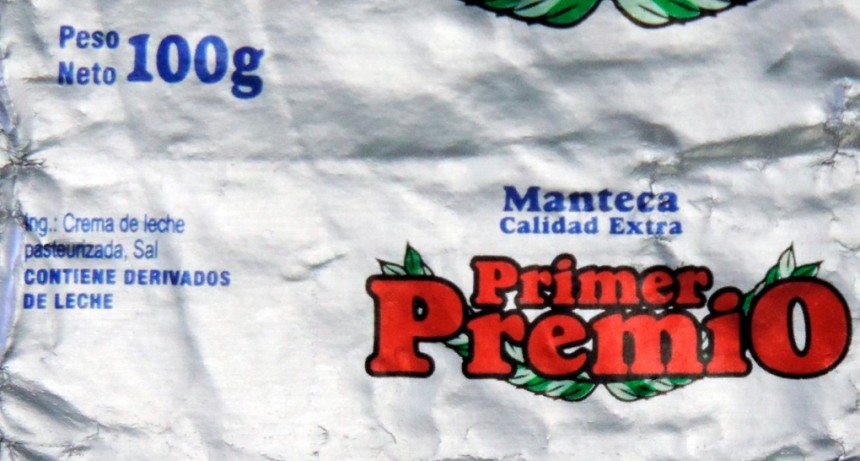 Peso
Neto 100g
Manteca
Calidad Extra
Primer
Premio
Ing.: Crema de leche
pasteurizada, Sal
CONTIENE DERIVADOS
DE LECHE